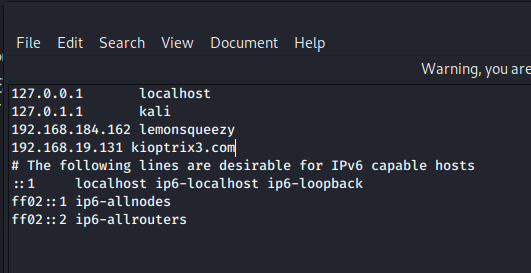 File Edit Search View Document Help
Warning, you are
127.0.0.1 localhost
127.0.1.1 kali
192.168.184.162 lemonsqueezy
192.168.19.131 kioptrix3.com
# The following lines are desirable for IPv6 capable hosts
::1 localhost ip6-localhost ip6-loopback
ff02::1 ip6-allnodes
ff02::2 ip6-allrouters